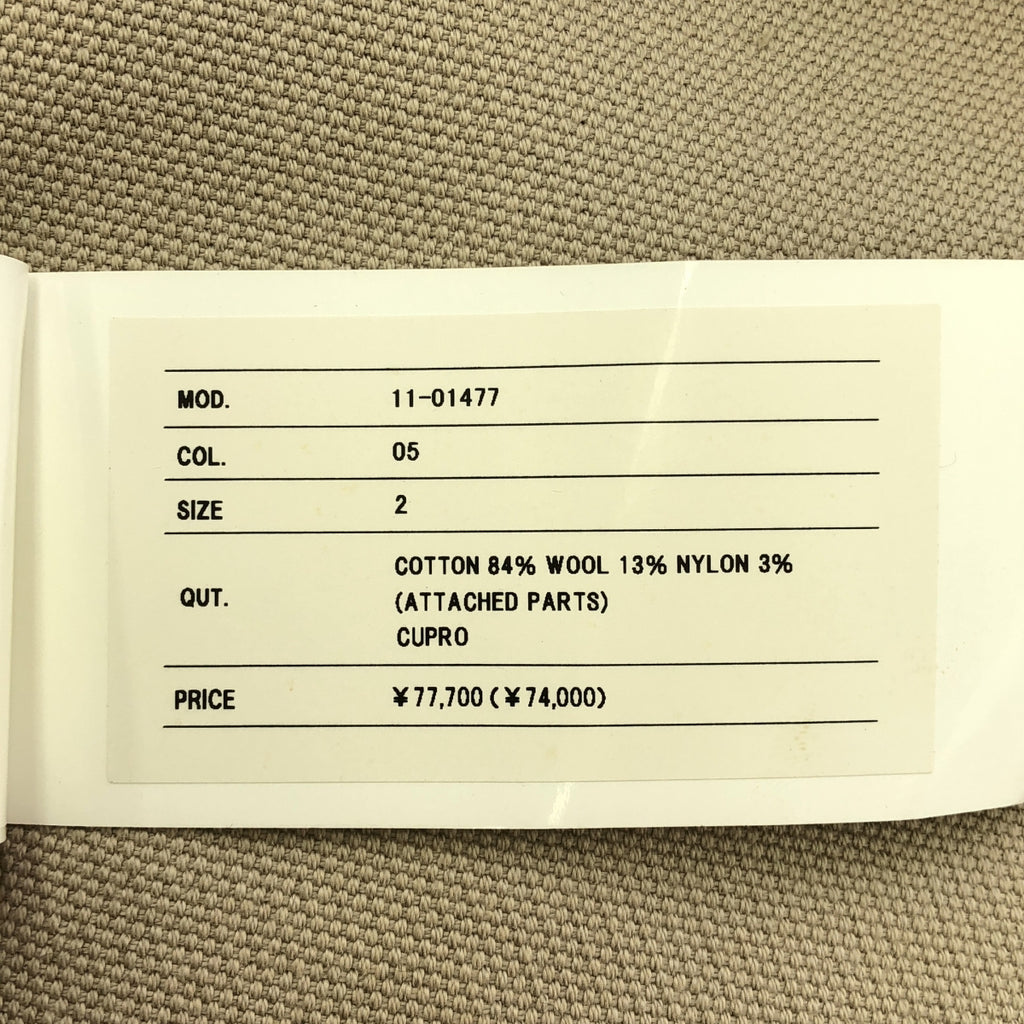 MOD. 11-01477
COL. 05
SIZE 2
QUT. COTTON 84% WOOL 13% NYLON 3%
(ATTACHED PARTS)
CUPRO
PRICE ¥77,700(¥74,000)